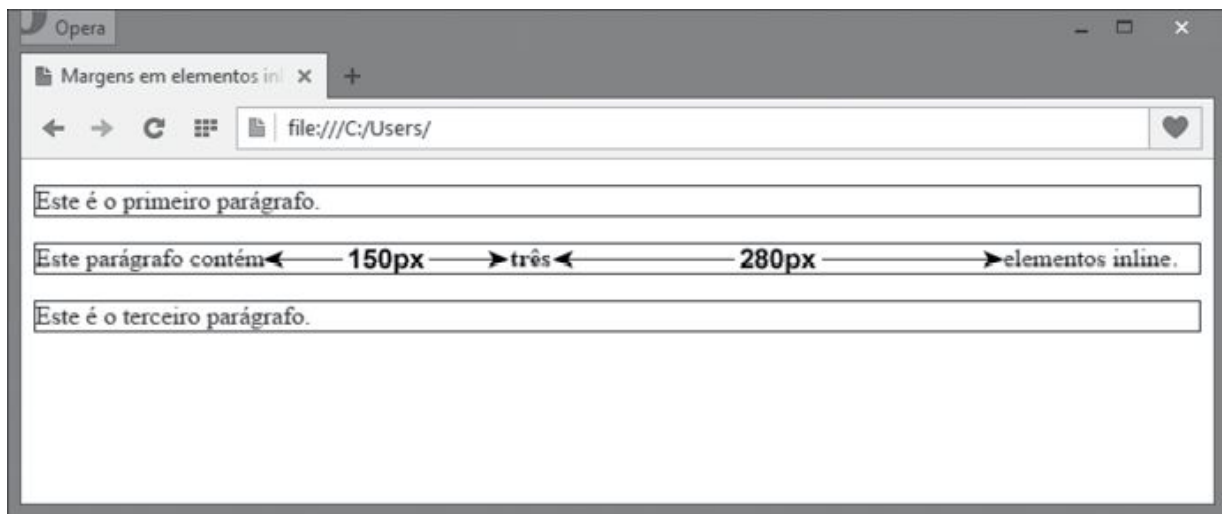 Opera
Margens em elementos inl
file:///C:/Users/
Este é o primeiro parágrafo.
Este parágrafo contém 150px três 280px elementos inline.
Este é o terceiro parágrafo.